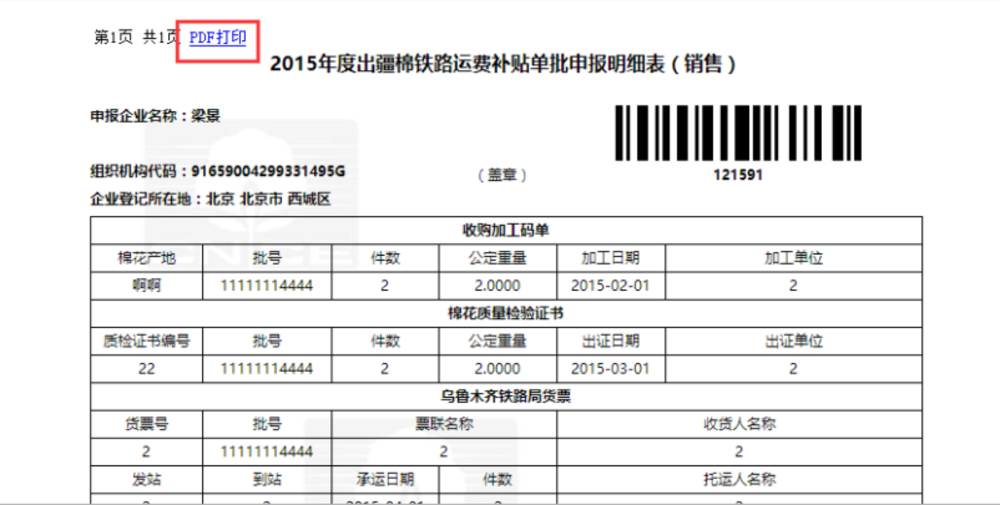 第1页 共1页 PDF打印
2015年度出疆棉铁路运费补贴单批申报明细表（销售）
申报企业名称：梁景
组织机构代码：91659004299331495G （盖章） 121591
企业登记所在地：北京 北京市 西城区
收购加工码单
棉花产地 批号 件数 公定重量 加工日期 加工单位
啊啊 11111114444 2 2.0000 2015-02-01 2
棉花质量检验证书
质检证书编号 批号 件数 公定重量 出证日期 出证单位
22 11111114444 2 2.0000 2015-03-01 2
乌鲁木齐铁路局货票
货票号 批号 票联名称 收货人名称
2 11111114444 2 2
发站 到站 承运日期 件数 托运人名称